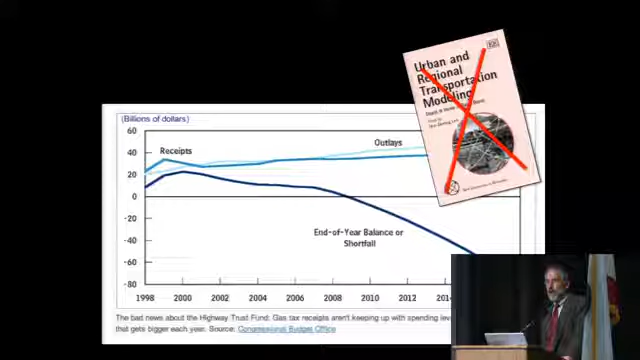 Urban and
Regional
Transportation
Modeling
(Billions of dollars)
60
40
20
0
-20
-40
-60
-80
Receipts
Outlays
End-of-Year Balance or
Shortfall
1998 2000 2002 2004 2006 2008 2010 2012
The bad news about the Highway Trust Fund: Gas tax receipts aren't keeping up with spending
that gets bigger each year. Source: Congressional Budget Office